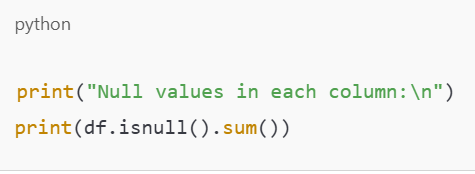 python
print("Null values in each column:\n")
print(df.isnull().sum())